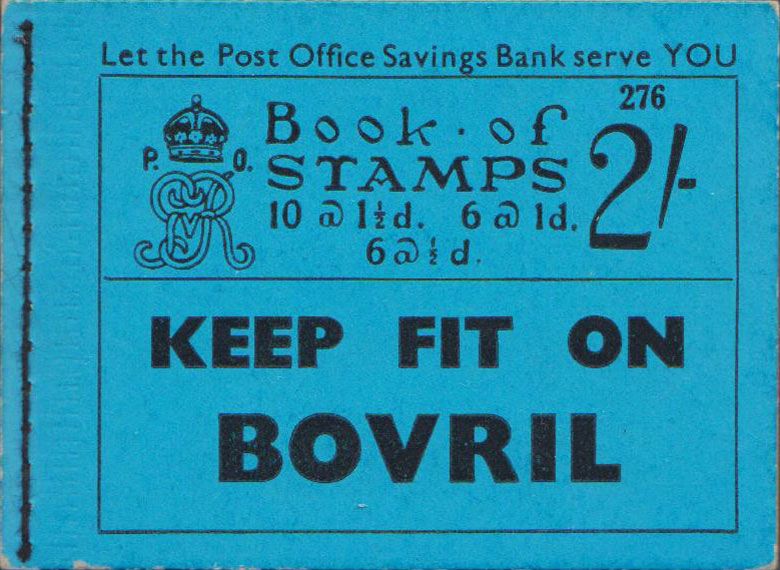 Let the Post Office Savings Bank serve YOU
276
P. O.
Book · of
STAMPS
2/-
GR
10 @ 1½d. 6 @ 1d.
6 @ ½d.
KEEP FIT ON
BOVRIL